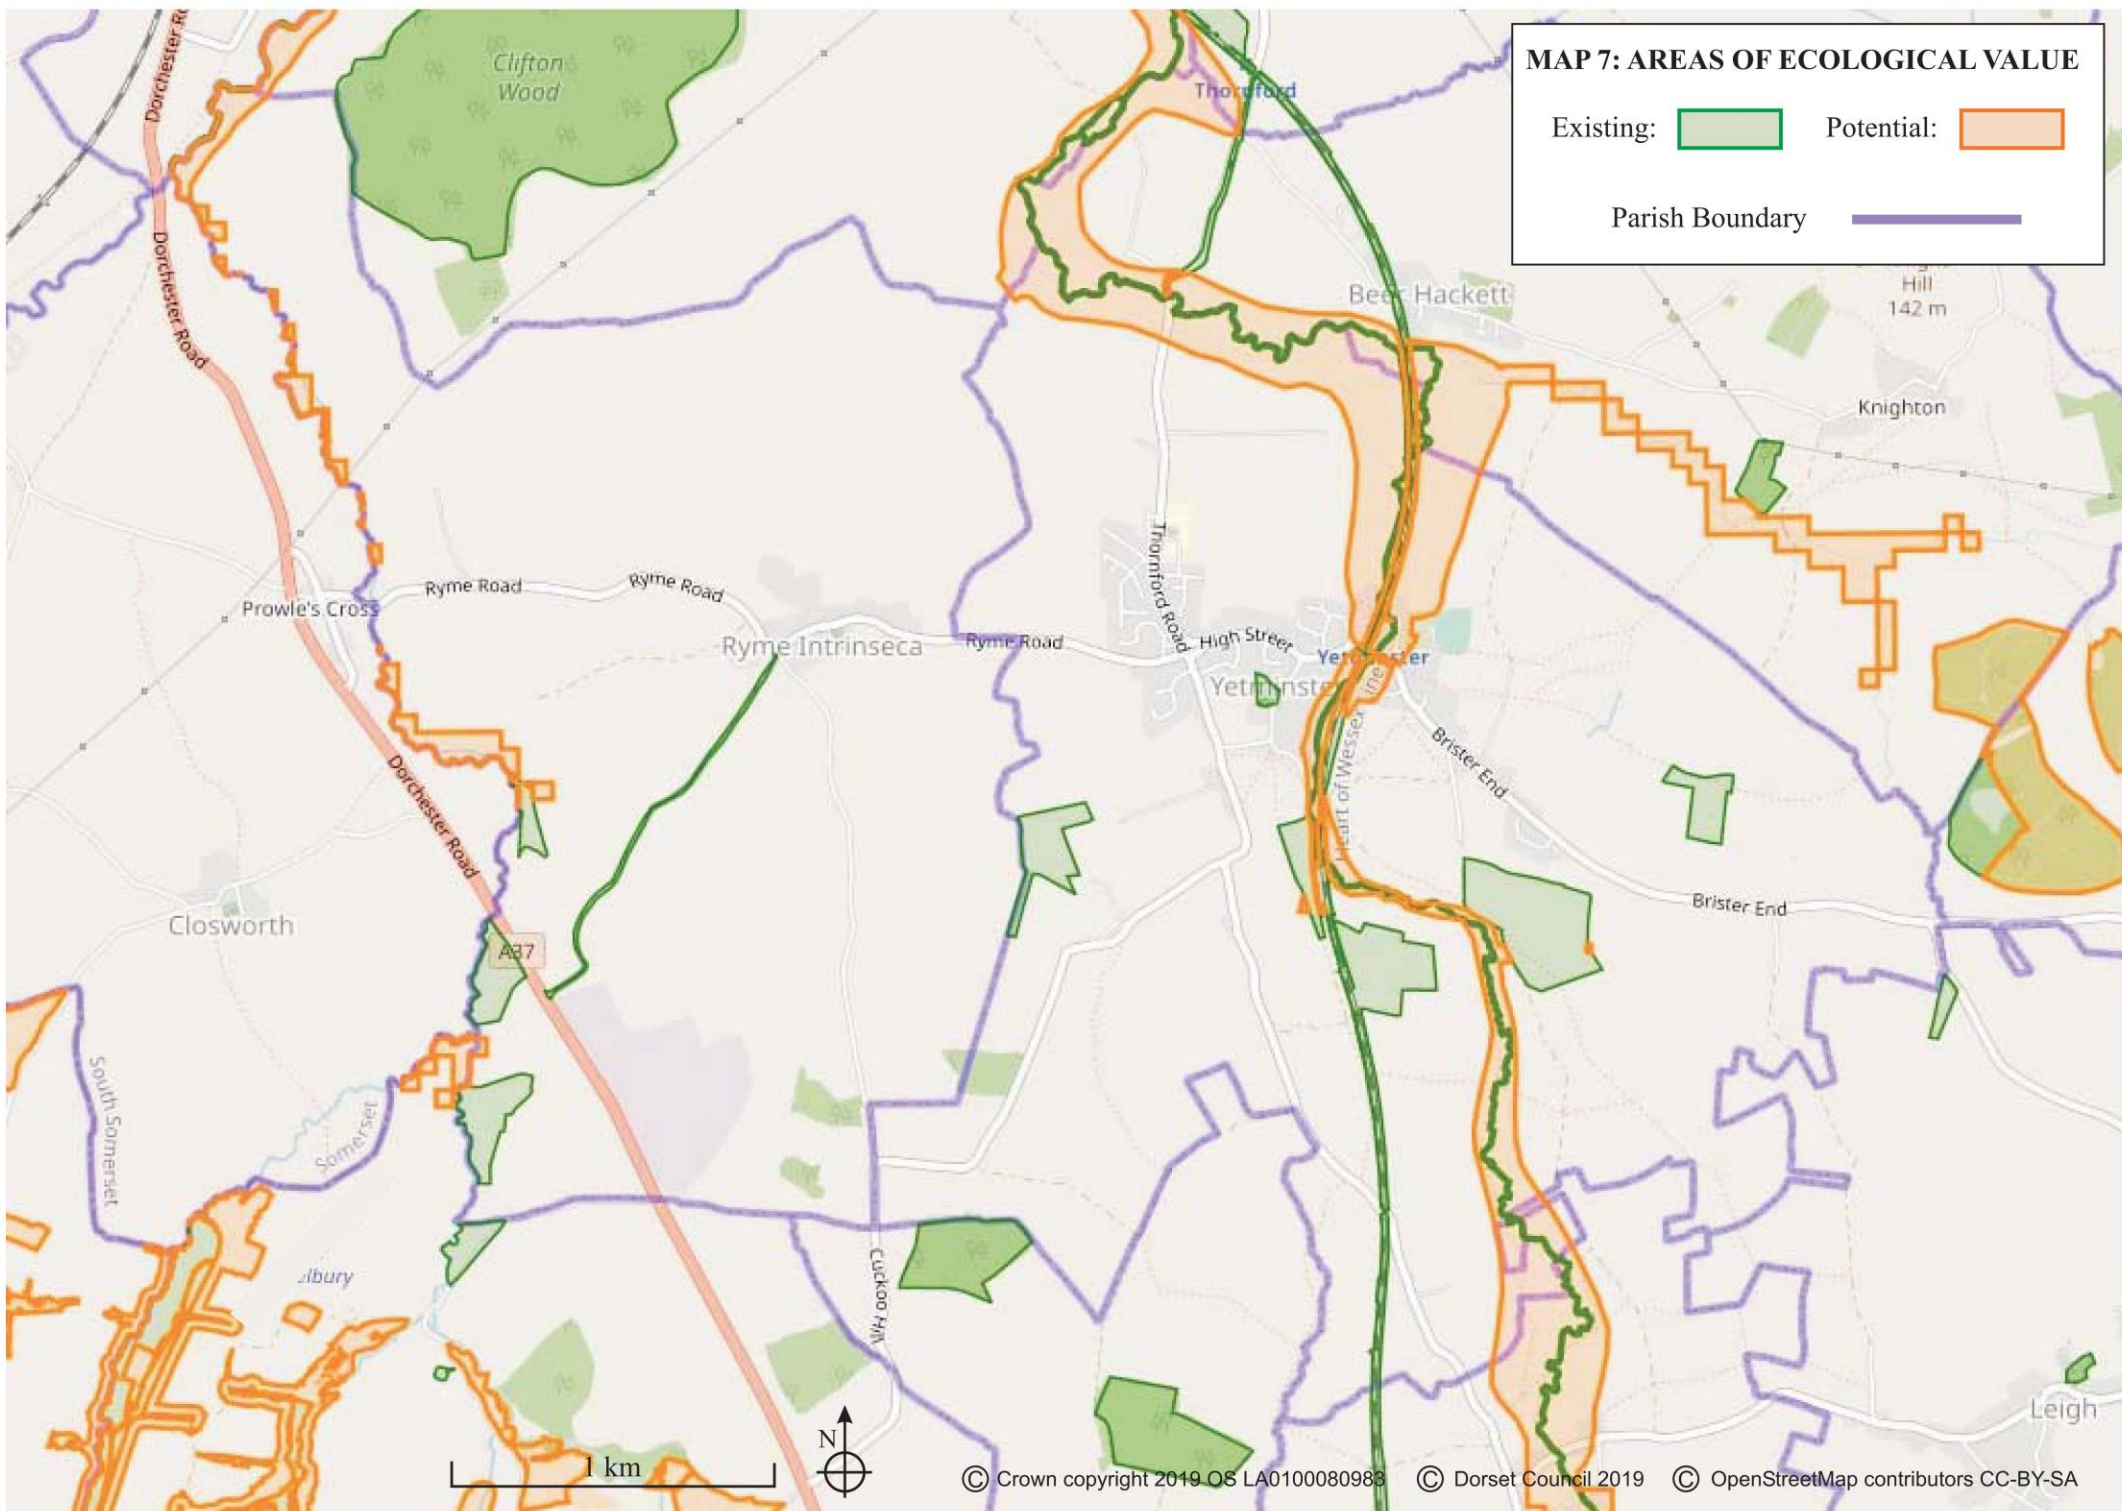 MAP 7: AREAS OF ECOLOGICAL VALUE
Existing:
Potential:
Parish Boundary
Clifton
Wood
Dorchester Road
Thornford
Beer Hackett
Hill
142 m
Dorchester Road
Knighton
Thornford Road
Prowle's Cross
Ryme Road
Ryme Road
Ryme Intrinseca
Ryme Road
High Street
Yetminster
Yetminster
Heart of Wessex Line
Brister End
Dorchester Road
Brister End
Closworth
A37
South Somerset
Somerset
Cuckoo Hill
Leigh
1 km
N
© Crown copyright 2019 OS LA0100080983
© Dorset Council 2019
© OpenStreetMap contributors CC-BY-SA